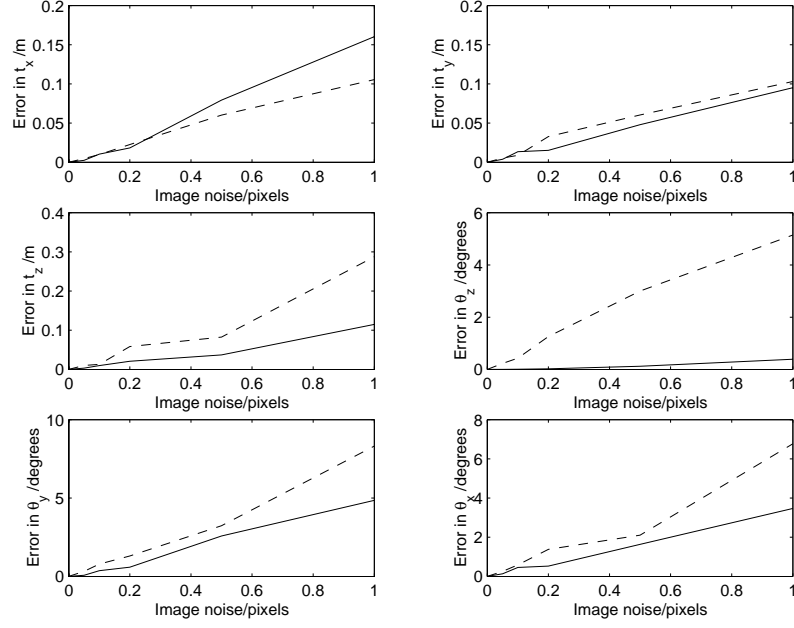 0.2
0.15
0.1
0.05
0
Error in t_x /m
0 0.2 0.4 0.6 0.8 1
Image noise/pixels
0.2
0.15
0.1
0.05
0
Error in t_y /m
0 0.2 0.4 0.6 0.8 1
Image noise/pixels
0.4
0.3
0.2
0.1
0
Error in t_z /m
0 0.2 0.4 0.6 0.8 1
Image noise/pixels
6
4
2
0
Error in θ_z /degrees
0 0.2 0.4 0.6 0.8 1
Image noise/pixels
10
5
0
Error in θ_y /degrees
0 0.2 0.4 0.6 0.8 1
Image noise/pixels
8
6
4
2
0
Error in θ_x /degrees
0 0.2 0.4 0.6 0.8 1
Image noise/pixels